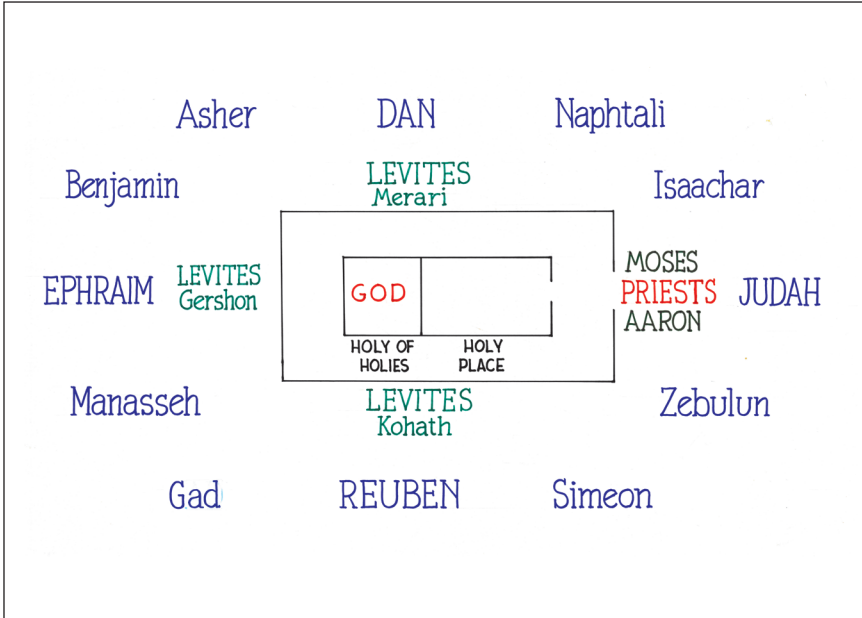 Asher
DAN
Naphtali
Benjamin
LEVITES
Merari
Isaachar
EPHRAIM
LEVITES
Gershon
GOD
MOSES
PRIESTS
AARON
JUDAH
HOLY OF
HOLIES
HOLY
PLACE
Manasseh
LEVITES
Kohath
Zebulun
Gad
REUBEN
Simeon